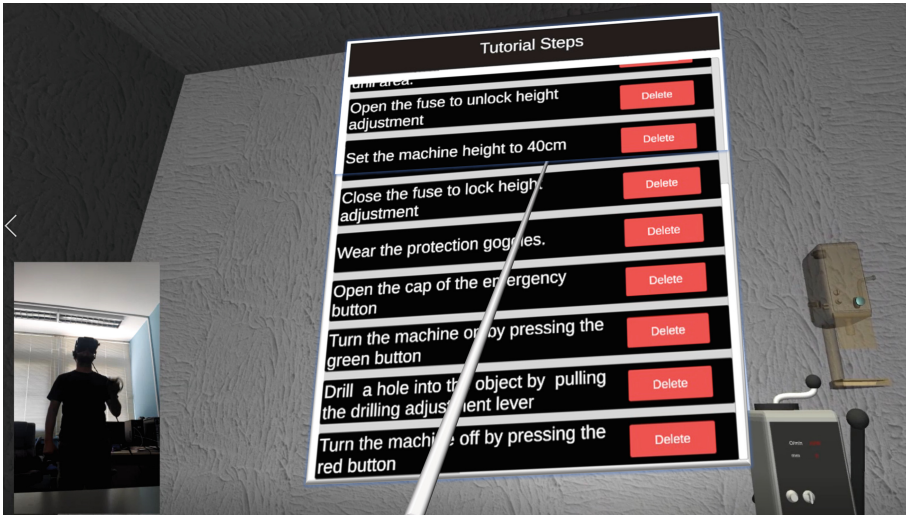 Tutorial Steps
drill area.
Open the fuse to unlock height
adjustment
Delete
Set the machine height to 40cm
Delete
Close the fuse to lock height
adjustment
Delete
Wear the protection goggles.
Delete
Open the cap of the emergency
button
Delete
Turn the machine on by pressing the
green button
Delete
Drill a hole into the object by pulling
the drilling adjustment lever
Delete
Turn the machine off by pressing the
red button
Delete